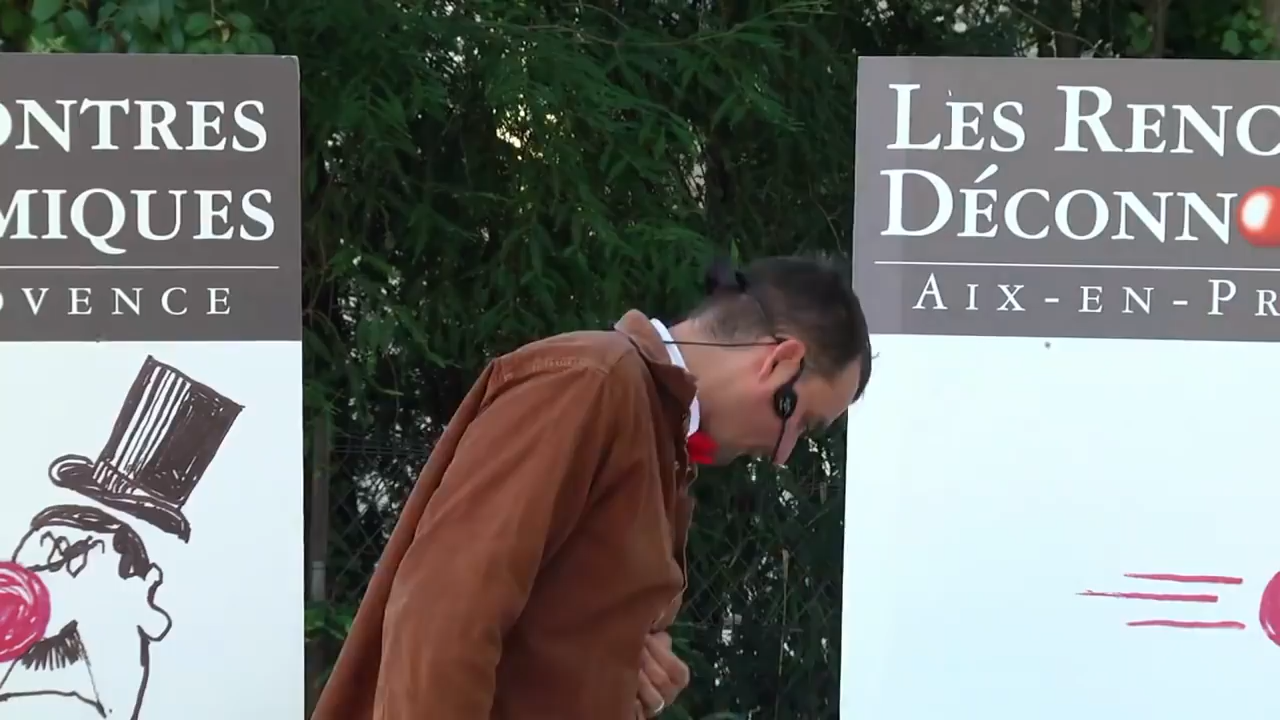 ONTRES
MIQUES
OVENCE
LES RENC
DÉCONN
AIX-EN-PR